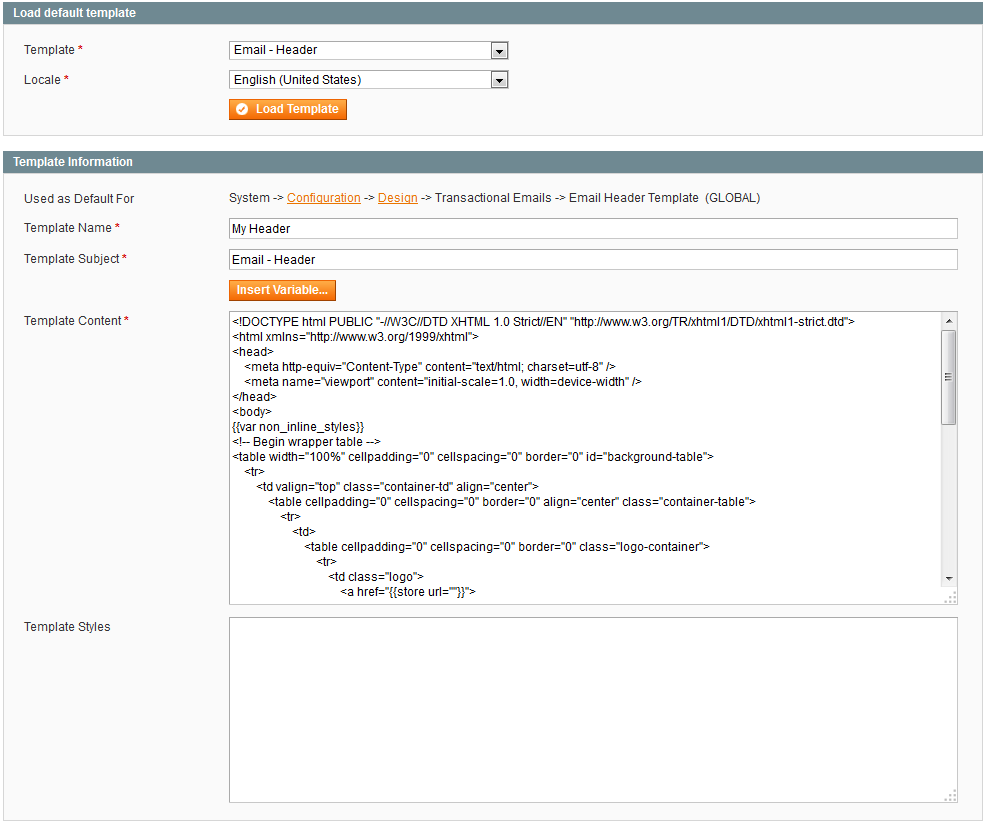 Load default template
Template *
Email - Header
Locale *
English (United States)
Load Template
Template Information
Used as Default For
System -> Configuration -> Design -> Transactional Emails -> Email Header Template  (GLOBAL)
Template Name *
My Header
Template Subject *
Email - Header
Insert Variable...
Template Content *
<!DOCTYPE html PUBLIC "-//W3C//DTD XHTML 1.0 Strict//EN" "http://www.w3.org/TR/xhtml1/DTD/xhtml1-strict.dtd">
<html xmlns="http://www.w3.org/1999/xhtml">
<head>
    <meta http-equiv="Content-Type" content="text/html; charset=utf-8" />
    <meta name="viewport" content="initial-scale=1.0, width=device-width" />
</head>
<body>
{{var non_inline_styles}}
<!-- Begin wrapper table -->
<table width="100%" cellpadding="0" cellspacing="0" border="0" id="background-table">
    <tr>
        <td valign="top" class="container-td" align="center">
            <table cellpadding="0" cellspacing="0" border="0" align="center" class="container-table">
                <tr>
                    <td>
                        <table cellpadding="0" cellspacing="0" border="0" class="logo-container">
                            <tr>
                                <td class="logo">
                                    <a href="{{store url=""}}">
Template Styles